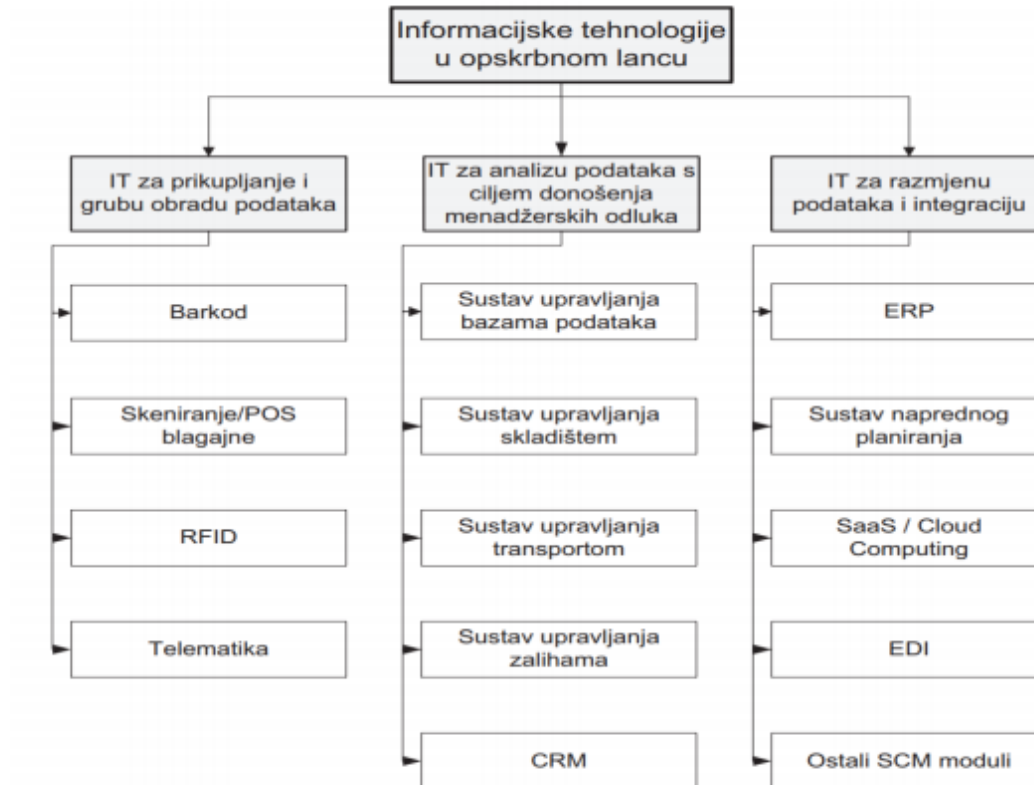 Informacijske tehnologije
u opskrbnom lancu
IT za prikupljanje i
grubu obradu podataka
Barkod
Skeniranje/POS
blagajne
RFID
Telematika
IT za analizu podataka s
ciljem donošenja
menadžerskih odluka
Sustav upravljanja
bazama podataka
Sustav upravljanja
skladištem
Sustav upravljanja
transportom
Sustav upravljanja
zalihama
CRM
IT za razmjenu
podataka i integraciju
ERP
Sustav naprednog
planiranja
SaaS / Cloud
Computing
EDI
Ostali SCM moduli